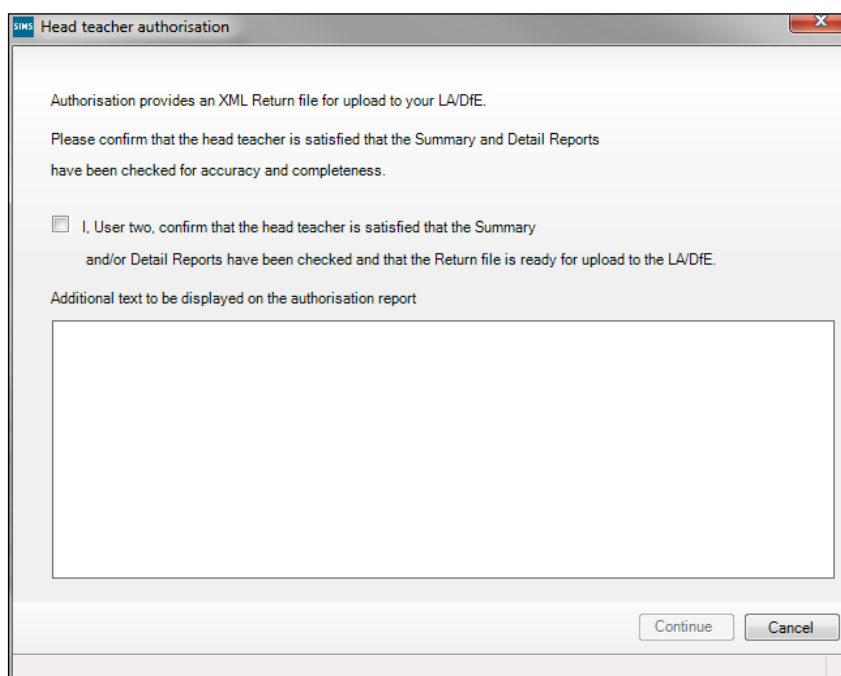 SIMS Head teacher authorisation
Authorisation provides an XML Return file for upload to your LA/DfE.
Please confirm that the head teacher is satisfied that the Summary and Detail Reports
have been checked for accuracy and completeness.
I, User two, confirm that the head teacher is satisfied that the Summary
and/or Detail Reports have been checked and that the Return file is ready for upload to the LA/DfE.
Additional text to be displayed on the authorisation report
Continue Cancel